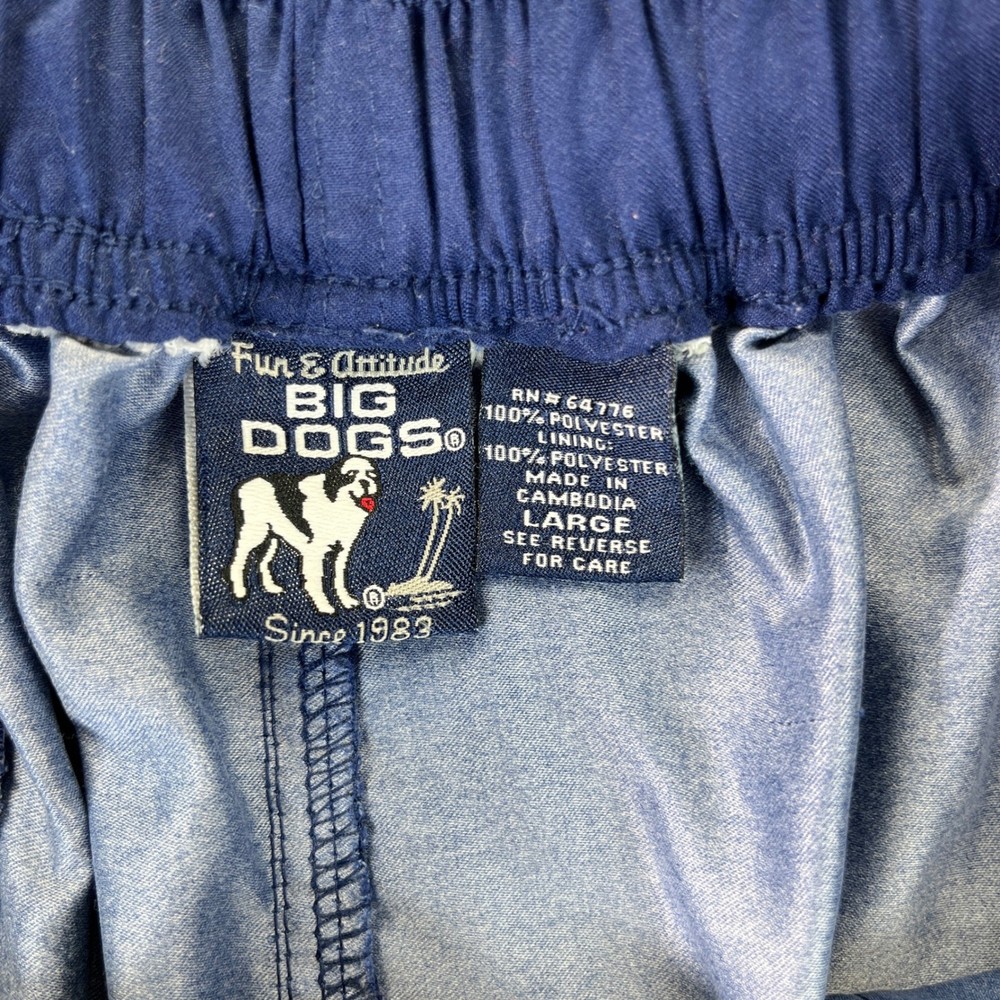 Fun & Attitude
BIG
DOGS®
®
Since 1983
RN# 64776
100% POLYESTER
LINING:
100% POLYESTER
MADE IN
CAMBODIA
LARGE
SEE REVERSE
FOR CARE